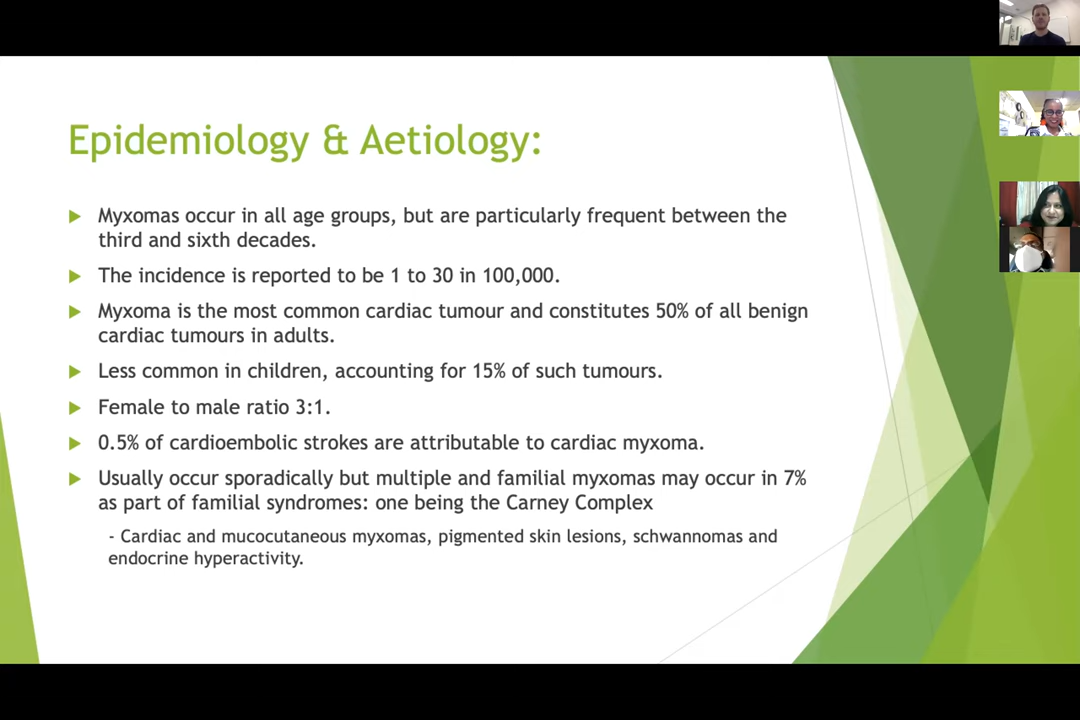 Epidemiology & Aetiology:
Myxomas occur in all age groups, but are particularly frequent between the
third and sixth decades.
The incidence is reported to be 1 to 30 in 100,000.
Myxoma is the most common cardiac tumour and constitutes 50% of all benign
cardiac tumours in adults.
Less common in children, accounting for 15% of such tumours.
Female to male ratio 3:1.
0.5% of cardioembolic strokes are attributable to cardiac myxoma.
Usually occur sporadically but multiple and familial myxomas may occur in 7%
as part of familial syndromes: one being the Carney Complex
- Cardiac and mucocutaneous myxomas, pigmented skin lesions, schwannomas and
endocrine hyperactivity.